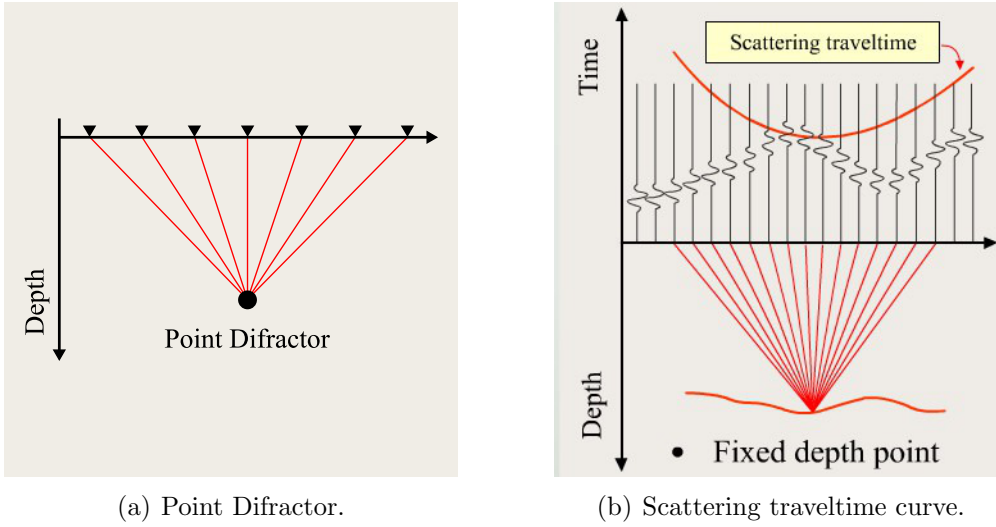 Depth
Point Difractor
(a) Point Difractor.
Time
Scattering traveltime
Depth
Fixed depth point
(b) Scattering traveltime curve.